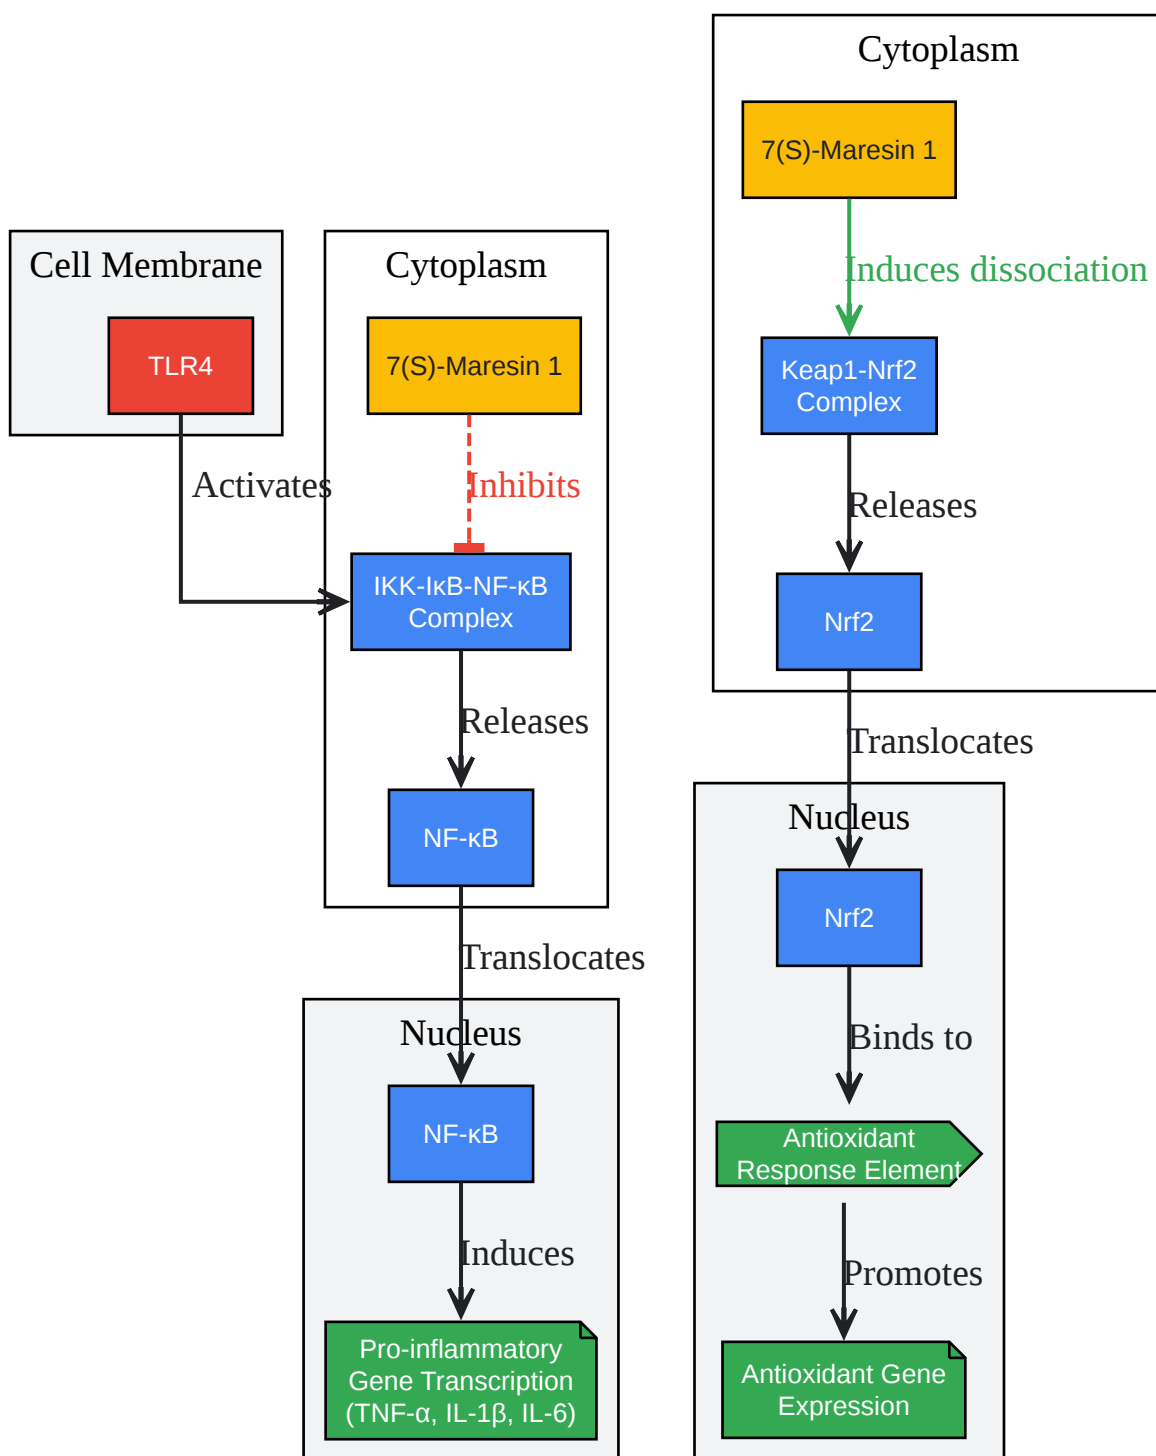 Cell Membrane
TLR4
Activates
Cytoplasm
7(S)-Maresin 1
Inhibits
IKK-IκB-NF-κB
Complex
Releases
NF-κB
Translocates
Nucleus
NF-κB
Induces
Pro-inflammatory
Gene Transcription
(TNF-α, IL-1β, IL-6)
Cytoplasm
7(S)-Maresin 1
Induces dissociation
Keap1-Nrf2
Complex
Releases
Nrf2
Translocates
Nucleus
Nrf2
Binds to
Antioxidant
Response Element
Promotes
Antioxidant Gene
Expression